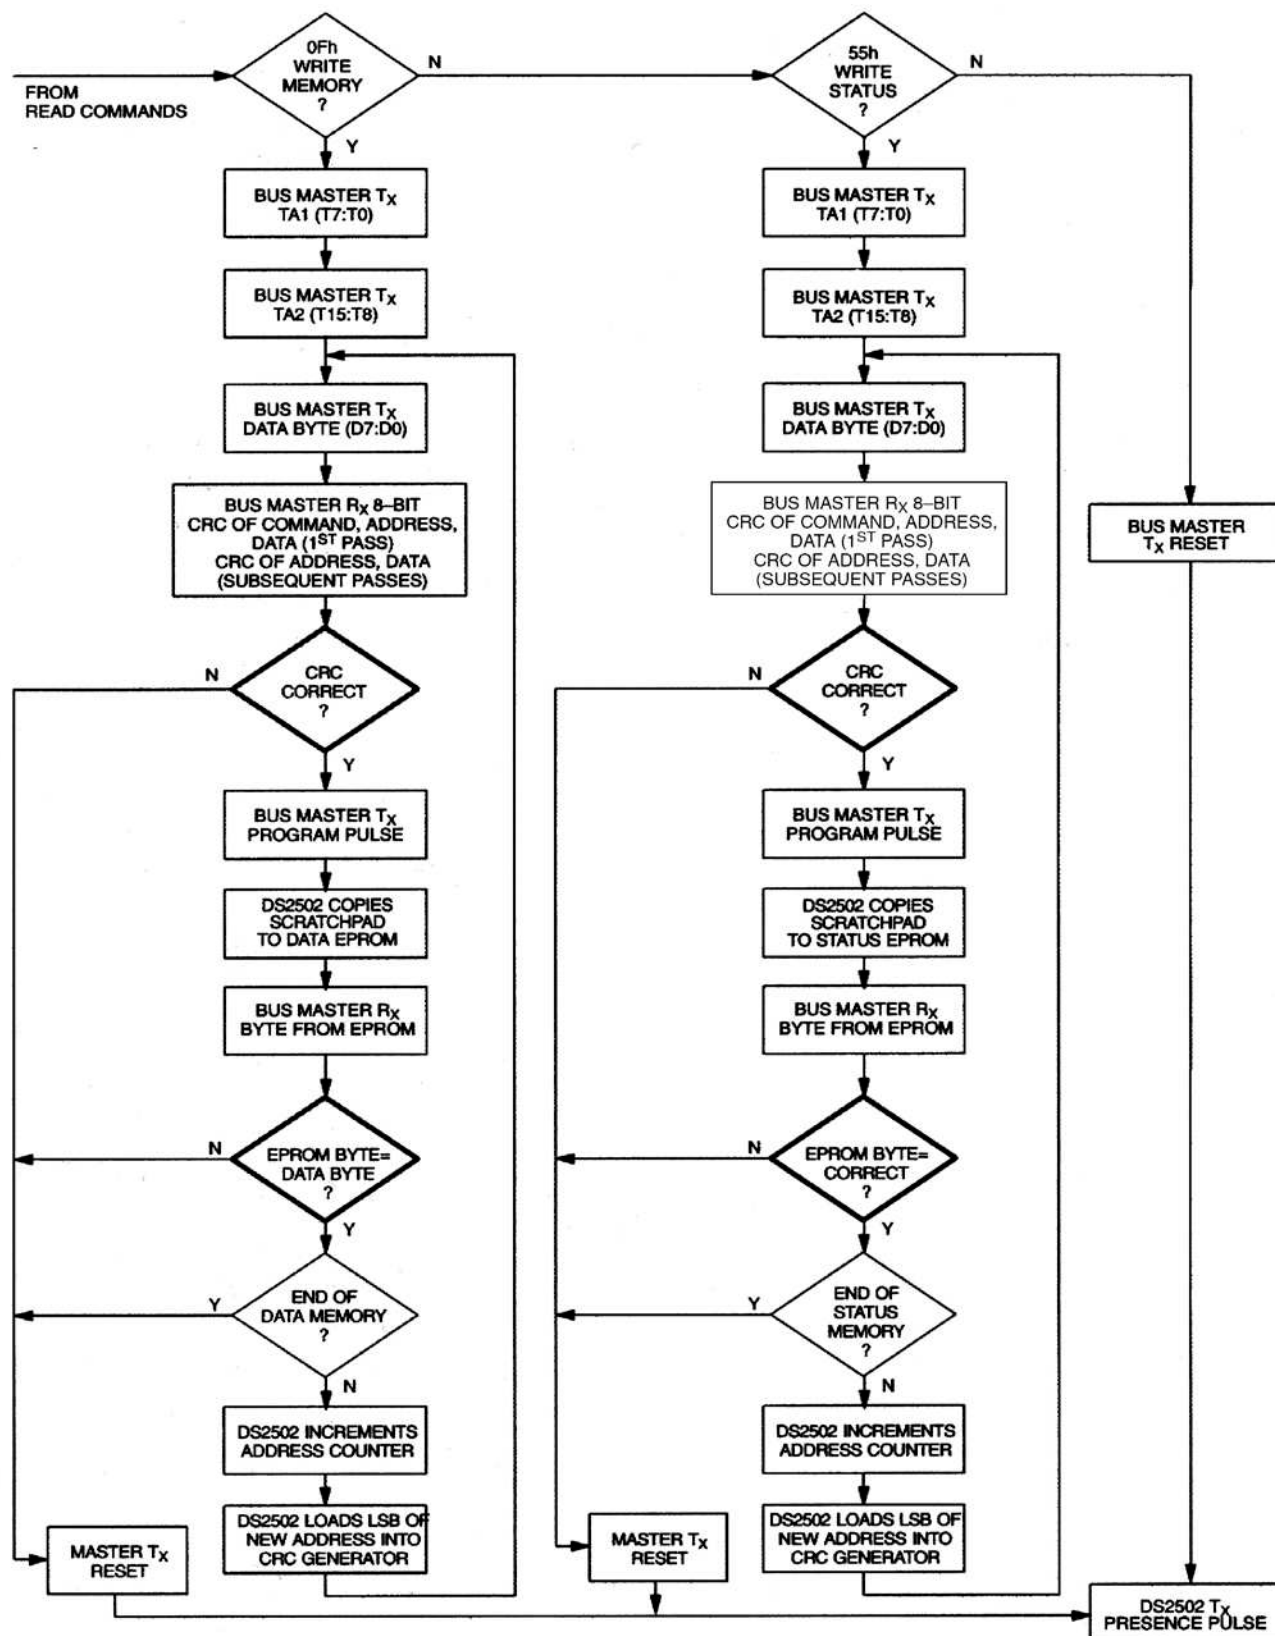 0Fh
WRITE
MEMORY
?
N
Y
FROM
READ COMMANDS
BUS MASTER TX
TA1 (T7:T0)
BUS MASTER TX
TA2 (T15:T8)
BUS MASTER TX
DATA BYTE (D7:D0)
BUS MASTER RX 8–BIT
CRC OF COMMAND, ADDRESS,
DATA (1ST PASS)
CRC OF ADDRESS, DATA
(SUBSEQUENT PASSES)
N
CRC
CORRECT
?
Y
BUS MASTER TX
PROGRAM PULSE
DS2502 COPIES
SCRATCHPAD
TO DATA EPROM
BUS MASTER RX
BYTE FROM EPROM
N
EPROM BYTE=
DATA BYTE
?
Y
Y
END OF
DATA MEMORY
?
N
DS2502 INCREMENTS
ADDRESS COUNTER
DS2502 LOADS LSB OF
NEW ADDRESS INTO
CRC GENERATOR
MASTER TX
RESET
55h
WRITE
STATUS
?
N
Y
BUS MASTER TX
TA1 (T7:T0)
BUS MASTER TX
TA2 (T15:T8)
BUS MASTER TX
DATA BYTE (D7:D0)
BUS MASTER RX 8–BIT
CRC OF COMMAND, ADDRESS,
DATA (1ST PASS)
CRC OF ADDRESS, DATA
(SUBSEQUENT PASSES)
N
CRC
CORRECT
?
Y
BUS MASTER TX
PROGRAM PULSE
DS2502 COPIES
SCRATCHPAD
TO STATUS EPROM
BUS MASTER RX
BYTE FROM EPROM
N
EPROM BYTE=
CORRECT
?
Y
Y
END OF
STATUS
MEMORY
?
N
DS2502 INCREMENTS
ADDRESS COUNTER
DS2502 LOADS LSB OF
NEW ADDRESS INTO
CRC GENERATOR
MASTER TX
RESET
BUS MASTER
TX RESET
DS2502 TX
PRESENCE PULSE